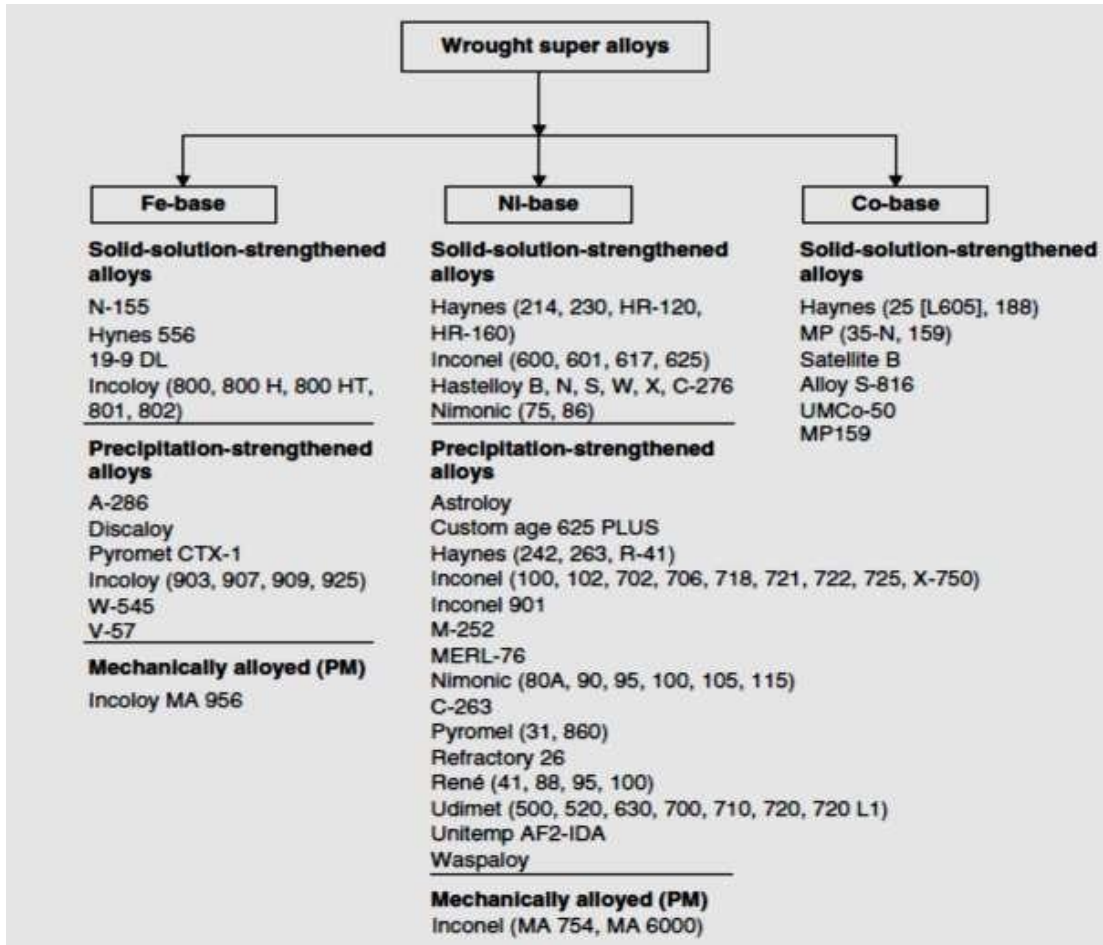 Wrought super alloys
Fe-base
Solid-solution-strengthened
alloys
N-155
Hynes 556
19-9 DL
Incoloy (800, 800 H, 800 HT,
801, 802)
Precipitation-strengthened
alloys
A-286
Discaloy
Pyromet CTX-1
Incoloy (903, 907, 909, 925)
W-545
V-57
Mechanically alloyed (PM)
Incoloy MA 956
NI-base
Solid-solution-strengthened
alloys
Haynes (214, 230, HR-120,
HR-160)
Inconel (600, 601, 617, 625)
Hastelloy B, N, S, W, X, C-276
Nimonic (75, 86)
Precipitation-strengthened
alloys
Astroloy
Custom age 625 PLUS
Haynes (242, 263, R-41)
Inconel (100, 102, 702, 706, 718, 721, 722, 725, X-750)
Inconel 901
M-252
MERL-76
Nimonic (80A, 90, 95, 100, 105, 115)
C-263
Pyromel (31, 860)
Refractory 26
René (41, 88, 95, 100)
Udimet (500, 520, 630, 700, 710, 720, 720 L1)
Unitemp AF2-IDA
Waspaloy
Mechanically alloyed (PM)
Inconel (MA 754, MA 6000)
Co-base
Solid-solution-strengthened
alloys
Haynes (25 [L605], 188)
MP (35-N, 159)
Satellite B
Alloy S-816
UMCo-50
MP159